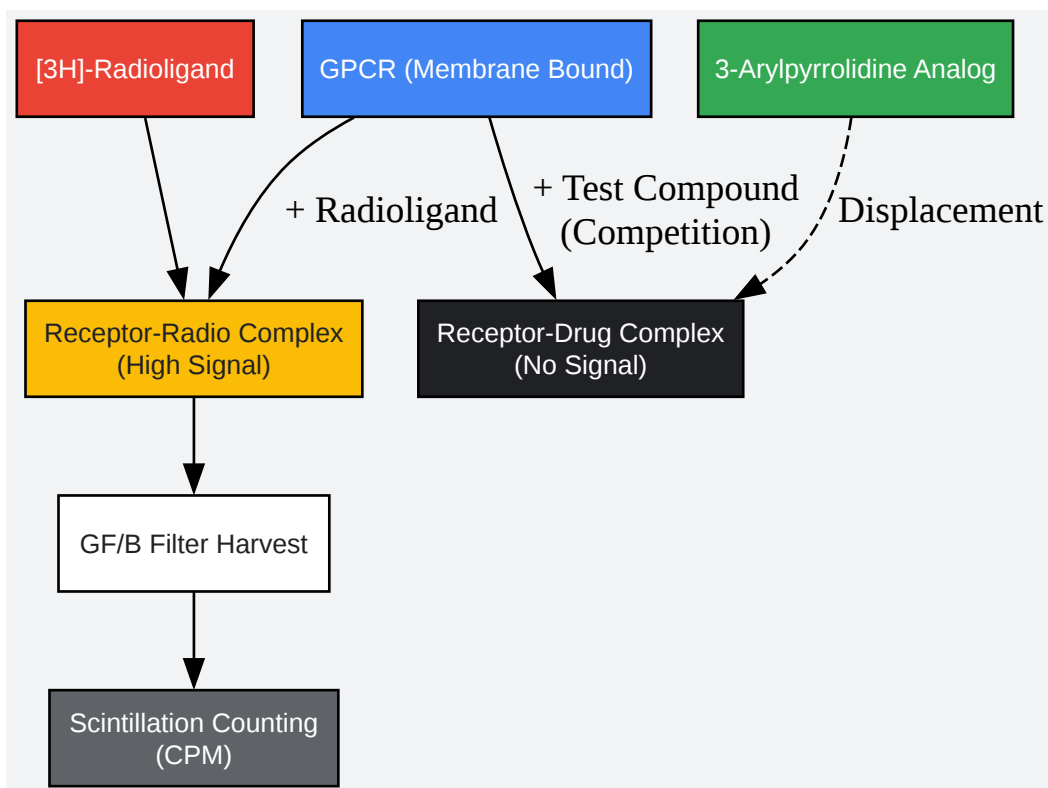 [3H]-Radioligand
GPCR (Membrane Bound)
3-Arylpyrrolidine Analog
+ Radioligand
+ Test Compound
(Competition)
Displacement
Receptor-Radio Complex
(High Signal)
Receptor-Drug Complex
(No Signal)
GF/B Filter Harvest
Scintillation Counting
(CPM)